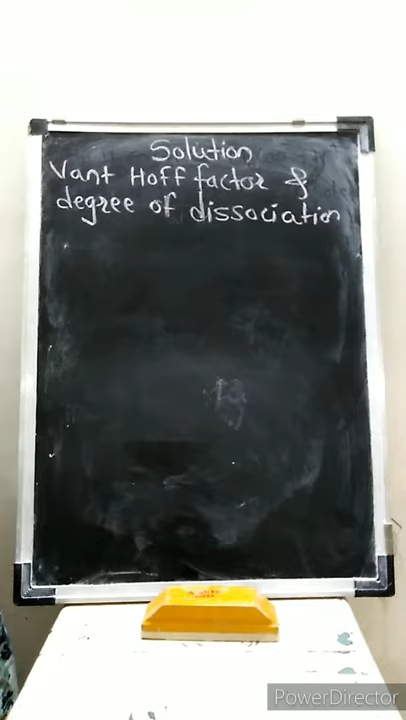 Solution
Vant Hoff factor &
degree of dissociation
PowerDirector